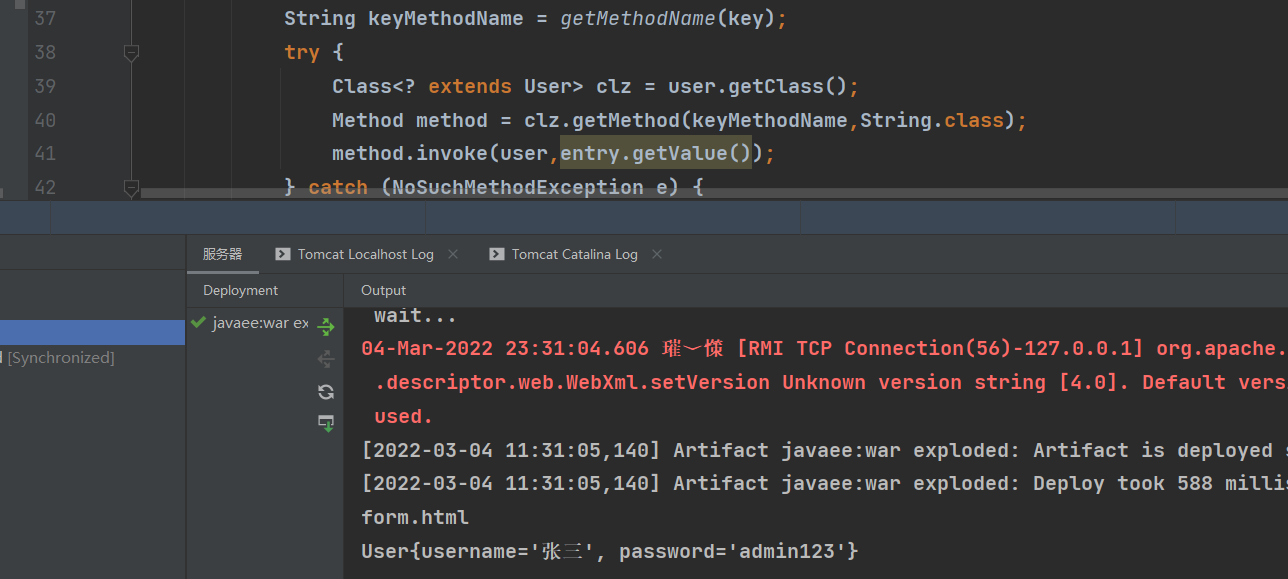 37 String keyMethodName = getMethodName(key);
38 try {
39 Class<? extends User> clz = user.getClass();
40 Method method = clz.getMethod(keyMethodName,String.class);
41 method.invoke(user,entry.getValue());
42 } catch (NoSuchMethodException e) {
服务器 Tomcat Localhost Log Tomcat Catalina Log
Deployment Output
javaee:war ex
[Synchronized]
wait...
04-Mar-2022 23:31:04.606 [RMI TCP Connection(56)-127.0.0.1] org.apache.
.descriptor.web.WebXml.setVersion Unknown version string [4.0]. Default vers
used.
[2022-03-04 11:31:05,140] Artifact javaee:war exploded: Artifact is deployed s
[2022-03-04 11:31:05,140] Artifact javaee:war exploded: Deploy took 588 millis
form.html
User{username='张三', password='admin123'}